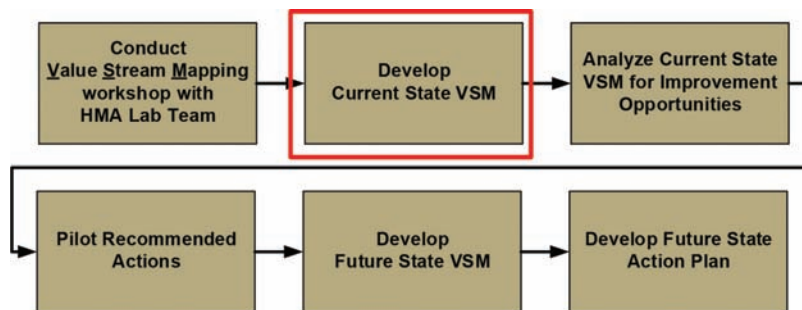 Conduct
Value Stream Mapping
workshop with
HMA Lab Team
Develop
Current State VSM
Analyze Current State
VSM for Improvement
Opportunities
Pilot Recommended
Actions
Develop
Future State VSM
Develop Future State
Action Plan